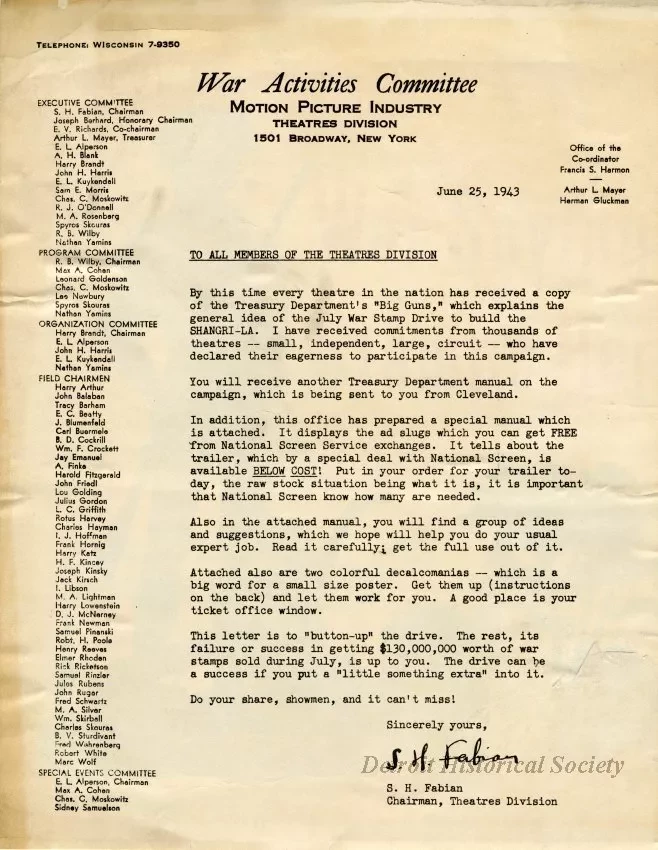 TELEPHONE: WISCONSIN 7-9350
War Activities Committee
MOTION PICTURE INDUSTRY
THEATRES DIVISION
1501 BROADWAY, NEW YORK
EXECUTIVE COMMITTEE
S. H. Fabian, Chairman
Joseph Barnard, Honorary Chairman
E. V. Richards, Co-chairman
Arthur L. Mayer, Treasurer
E. L. Alperson
A. H. Blank
Harry Brandt
John H. Harris
E. L. Kuykendall
Sam E. Morris
Chas. C. Moskowitz
R. J. O'Donnell
M. A. Rosenberg
Spyros Skouras
R. B. Wilby
Nathan Yamins
PROGRAM COMMITTEE
R. B. Wilby, Chairman
Max A. Cohen
Leonard Goldenson
Chas. C. Moskowitz
Lee Newbury
Spyros Skouras
Nathan Yamins
ORGANIZATION COMMITTEE
Harry Brandt, Chairman
E. L. Alperson
John H. Harris
E. L. Kuykendall
Nathan Yamins
FIELD CHAIRMEN
Harry Arthur
John Balaban
Tracy Barham
E. C. Beatty
J. Blumenfeld
Carl Buermele
B. D. Cockrill
Wm. F. Crockett
Jay Emanuel
A. Finke
Harold Fitzgerald
John Friedl
Lou Golding
Julius Gordon
L. C. Griffith
Rotus Harvey
Charles Hayman
I. J. Hoffman
Frank Hornig
Harry Katz
H. F. Kincey
Joseph Kinsky
Jack Kirsch
I. Libson
M. A. Lightman
Harry Lowenstein
D. J. McNerney
Frank Newman
Samuel Pinanski
Robt. H. Poole
Henry Reeves
Elmer Rhoden
Rick Ricketson
Samuel Rinzler
Jules Rubens
John Rugar
Fred Schwartz
M. A. Silver
Wm. Skirball
Charles Skouras
B. V. Sturdivant
Fred Wehrenberg
Robert White
Marc Wolf
SPECIAL EVENTS COMMITTEE
E. L. Alperson, Chairman
Max A. Cohen
Chas. C. Moskowitz
Sidney Samuelson
Office of the
Co-ordinator
Francis S. Harmon
Arthur L. Mayer
Herman Gluckman
June 25, 1943
TO ALL MEMBERS OF THE THEATRES DIVISION
By this time every theatre in the nation has received a copy
of the Treasury Department's "Big Guns," which explains the
general idea of the July War Stamp Drive to build the
SHANGRI-LA. I have received commitments from thousands of
theatres -- small, independent, large, circuit -- who have
declared their eagerness to participate in this campaign.
You will receive another Treasury Department manual on the
campaign, which is being sent to you from Cleveland.
In addition, this office has prepared a special manual which
is attached. It displays the ad slugs which you can get FREE
from National Screen Service exchanges. It tells about the
trailer, which by a special deal with National Screen, is
available BELOW COST! Put in your order for your trailer to-
day, the raw stock situation being what it is, it is important
that National Screen know how many are needed.
Also in the attached manual, you will find a group of ideas
and suggestions, which we hope will help you do your usual
expert job. Read it carefully; get the full use out of it.
Attached also are two colorful decalcomanias -- which is a
big word for a small size poster. Get them up (instructions
on the back) and let them work for you. A good place is your
ticket office window.
This letter is to "button-up" the drive. The rest, its
failure or success in getting $130,000,000 worth of war
stamps sold during July, is up to you. The drive can be
a success if you put a "little something extra" into it.
Do your share, showmen, and it can't miss!
Sincerely yours,
S. H. Fabian
Detroit Historical Society
S. H. Fabian
Chairman, Theatres Division